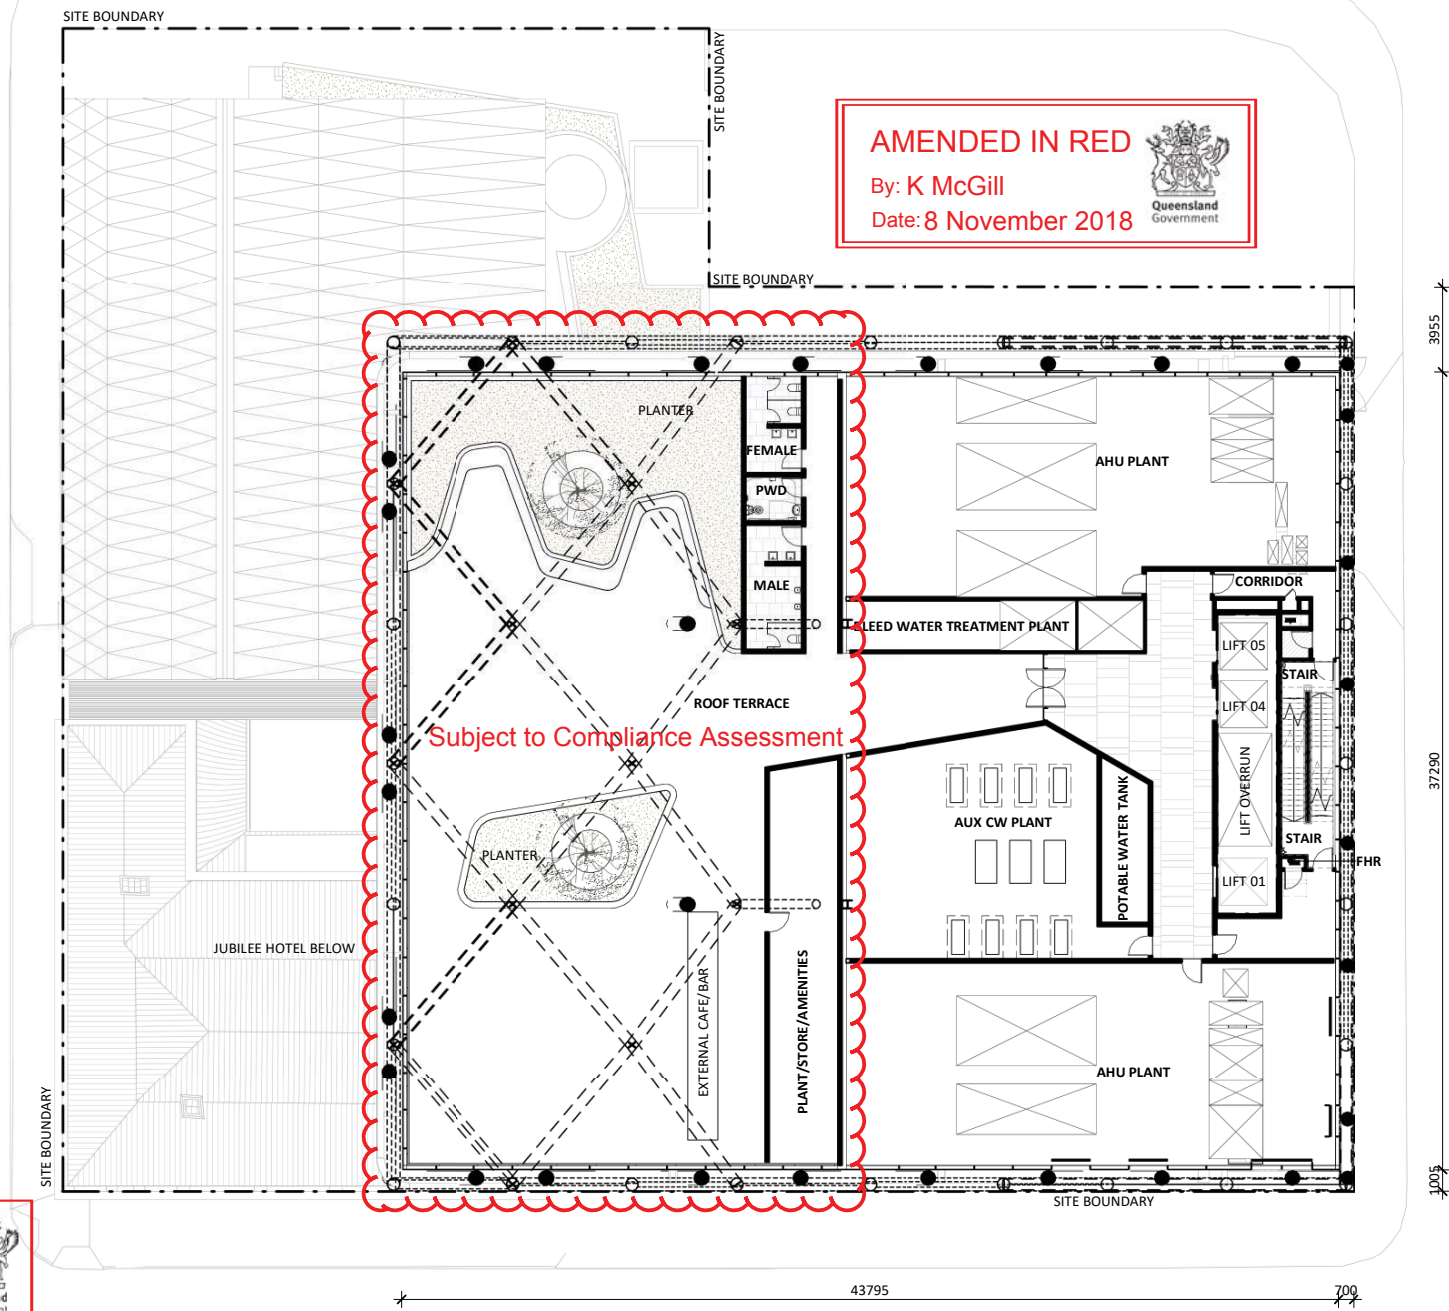 SITE BOUNDARY
SITE BOUNDARY
AMENDED IN RED
By: K McGill
Date: 8 November 2018
Queensland
Government
SITE BOUNDARY
3955
PLANTER
FEMALE
AHU PLANT
PWD
MALE
CORRIDOR
BLEED WATER TREATMENT PLANT
LIFT 05
STAIR
ROOF TERRACE
LIFT 04
Subject to Compliance Assessment
37290
LIFT OVERRUN
POTABLE WATER TANK
AUX CW PLANT
STAIR
PLANTER
FHR
LIFT 01
JUBILEE HOTEL BELOW
EXTERNAL CAFE/BAR
PLANT/STORE/AMENITIES
AHU PLANT
SITE BOUNDARY
1005
SITE BOUNDARY
43795
700